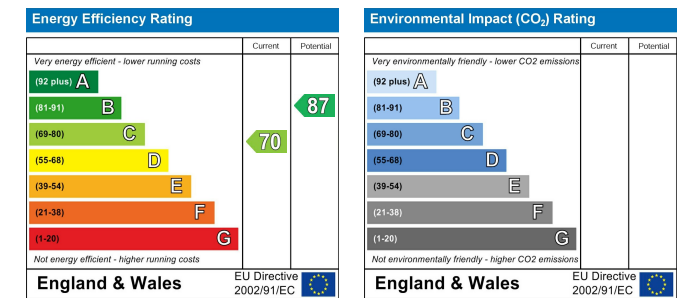 Energy Efficiency Rating
Current Potential
Very energy efficient - lower running costs
(92 plus) A
(81-91) B
87
(69-80) C
70
(55-68) D
(39-54) E
(21-38) F
(1-20) G
Not energy efficient - higher running costs
England & Wales
EU Directive
2002/91/EC
Environmental Impact (CO₂) Rating
Current Potential
Very environmentally friendly - lower CO2 emissions
(92 plus) A
(81-91) B
(69-80) C
(55-68) D
(39-54) E
(21-38) F
(1-20) G
Not environmentally friendly - higher CO2 emissions
England & Wales
EU Directive
2002/91/EC